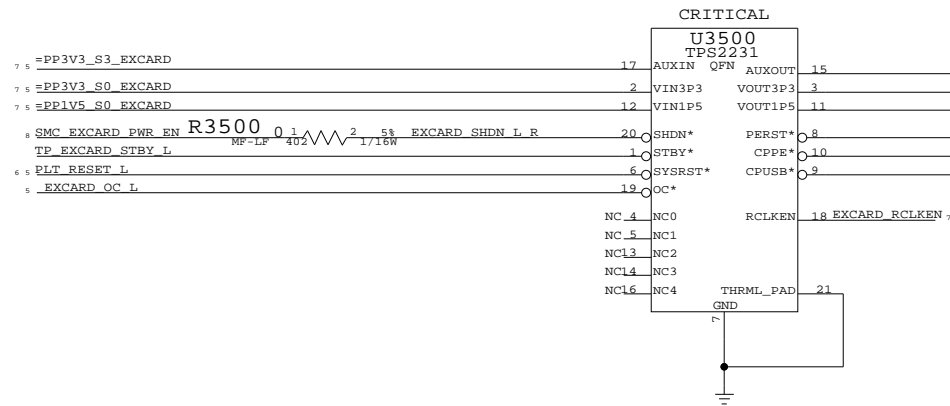 CRITICAL
U3500
TPS2231
7 5 =PP3V3_S3_EXCARD 17 AUXIN QFN AUXOUT 15
7 5 =PP3V3_S0_EXCARD 2 VIN3P3 VOUT3P3 3
7 5 =PP1V5_S0_EXCARD 12 VIN1P5 VOUT1P5 11
8 SMC_EXCARD_PWR_EN R3500 0 1 2 5% EXCARD_SHDN_L_R 20 SHDN* PERST* 8
MF-LF 402 1/16W
TP_EXCARD_STBY_L 1 STBY* CPPE* 10
6 5 PLT_RESET_L 6 SYSRST* CPUSB* 9
5 EXCARD_OC_L 19 OC*
NC 4 NC0 RCLKEN 18 EXCARD_RCLKEN 7
NC 5 NC1
NC 13 NC2
NC 14 NC3
NC 16 NC4 THRML_PAD 21
GND
7